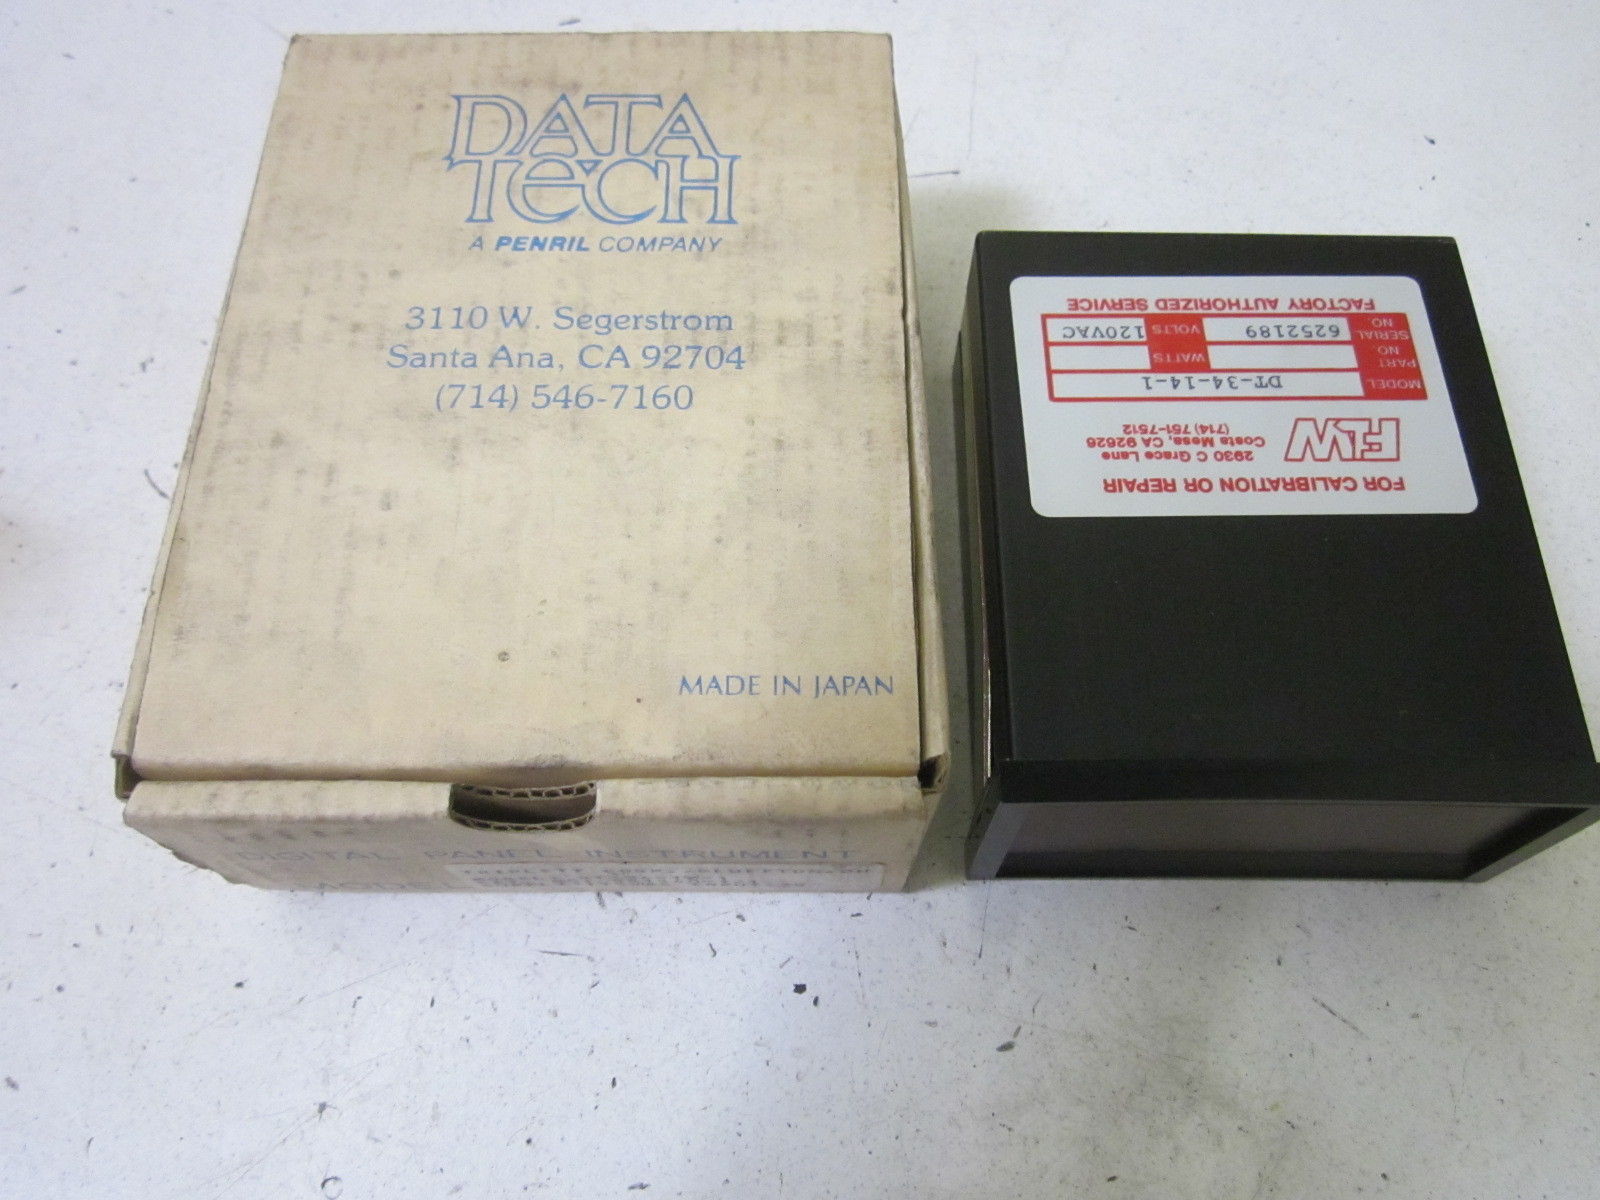 DATA
TECH
A PENRIL COMPANY
3110 W. Segerstrom
Santa Ana, CA 92704
(714) 546-7160
MADE IN JAPAN
DIGITAL PANEL INSTRUMENT
FOR CALIBRATION OR REPAIR
FLW
2930 C Grace Lane
Costa Mesa, CA 92626
(714) 751-7512
MODEL DT-34-14-1
PART NO WATTS
SERIAL NO 6252189 VOLTS 120VAC
FACTORY AUTHORIZED SERVICE